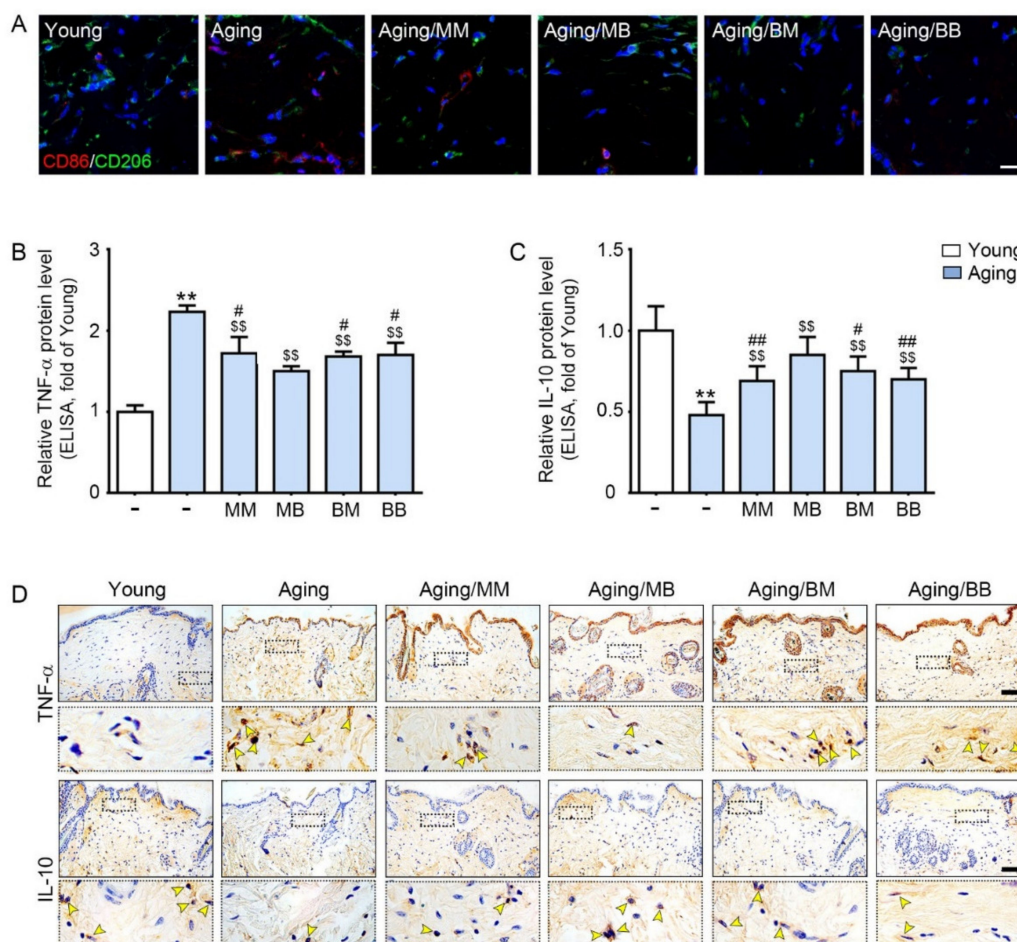 A
Young
Aging
Aging/MM
Aging/MB
Aging/BM
Aging/BB
CD86/CD206
B
Relative TNF-α protein level
(ELISA, fold of Young)
3
2
1
0
**
#
$$
$$
#
$$
#
$$
-
-
MM
MB
BM
BB
C
Relative IL-10 protein level
(ELISA, fold of Young)
1.5
1.0
0.5
0
**
##
$$
$$
#
$$
##
$$
-
-
MM
MB
BM
BB
Young
Aging
D
Young
Aging
Aging/MM
Aging/MB
Aging/BM
Aging/BB
TNF-α
IL-10